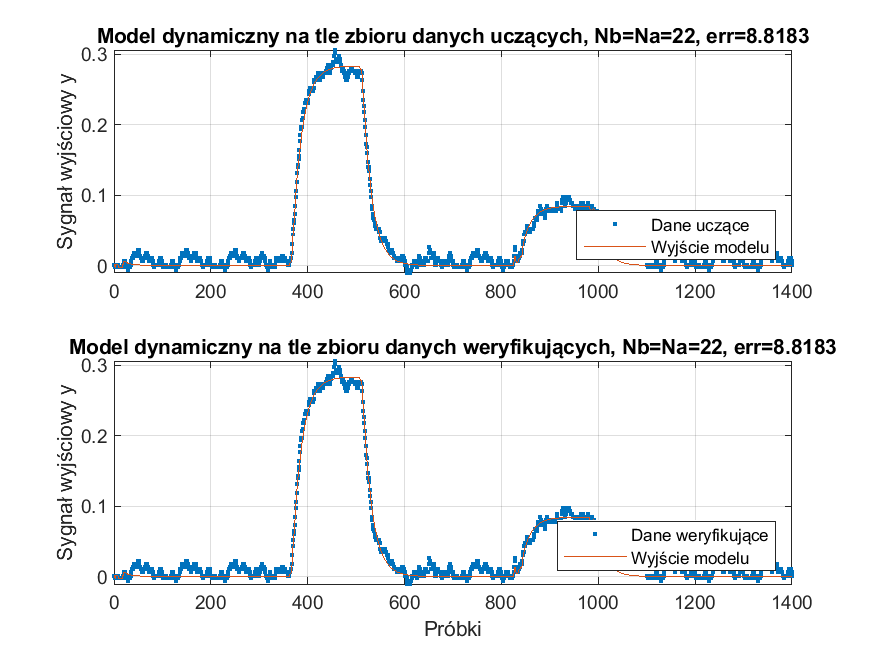 Model dynamiczny na tle zbioru danych uczących, Nb=Na=22, err=8.8183
Sygnał wyjściowy y
0.3
0.2
0.1
0
0 200 400 600 800 1000 1200 1400
Dane uczące
Wyjście modelu
Model dynamiczny na tle zbioru danych weryfikujących, Nb=Na=22, err=8.8183
Sygnał wyjściowy y
0.3
0.2
0.1
0
0 200 400 600 800 1000 1200 1400
Dane weryfikujące
Wyjście modelu
Próbki